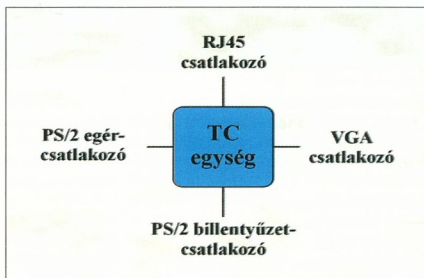 RJ45
csatlakozó
PS/2 egér-
csatlakozó
TC
egység
VGA
csatlakozó
PS/2 billentyűzet-
csatlakozó